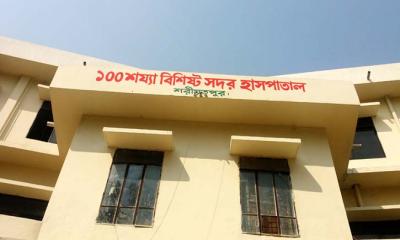 ১০০ শয্যা বিশিষ্ট সদর হাসপাতাল
শরীয়তপুর